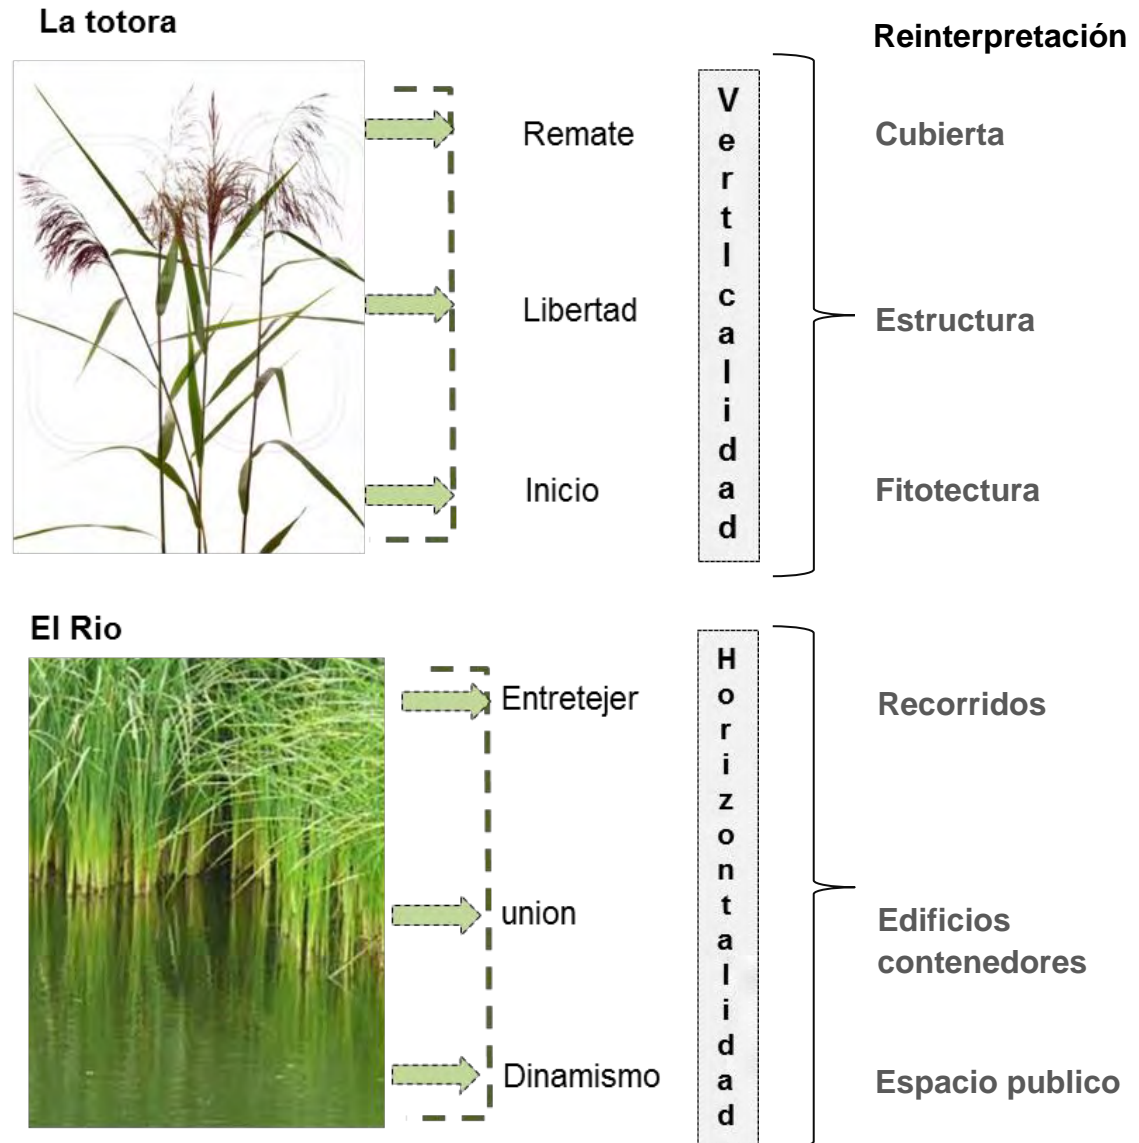 La totora
Reinterpretación
Remate
Libertad
Inicio
VertIcalidad
Cubierta
Estructura
Fitotectura
El Rio
Entretejer
union
Dinamismo
Horizontalidad
Recorridos
Edificios
contenedores
Espacio publico